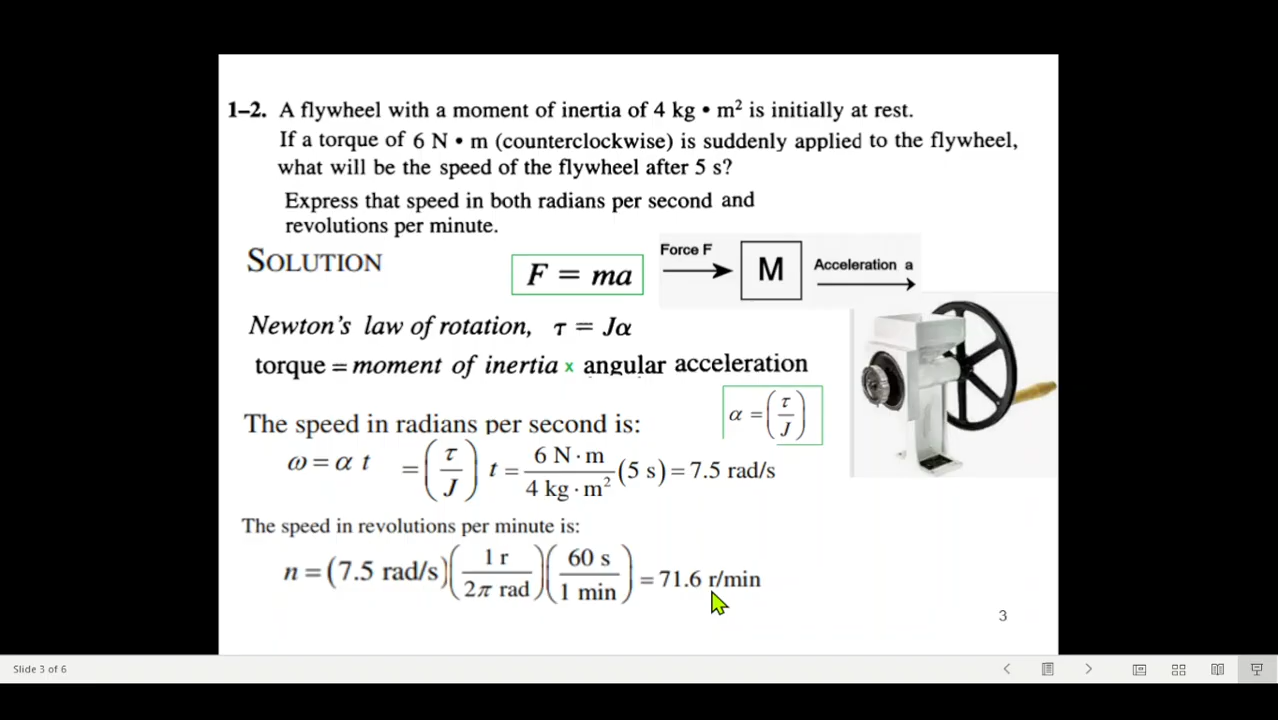 1–2. A flywheel with a moment of inertia of 4 kg • m² is initially at rest.
If a torque of 6 N • m (counterclockwise) is suddenly applied to the flywheel,
what will be the speed of the flywheel after 5 s?
Express that speed in both radians per second and
revolutions per minute.
SOLUTION
F = ma
Force F
M
Acceleration a
Newton's law of rotation, τ = Jα
torque = moment of inertia x angular acceleration
α = (τ/J)
The speed in radians per second is:
ω = α t = (τ/J) t = 6 N·m / 4 kg·m² (5 s) = 7.5 rad/s
The speed in revolutions per minute is:
n = (7.5 rad/s)(1 r / 2π rad)(60 s / 1 min) = 71.6 r/min
3
Slide 3 of 6